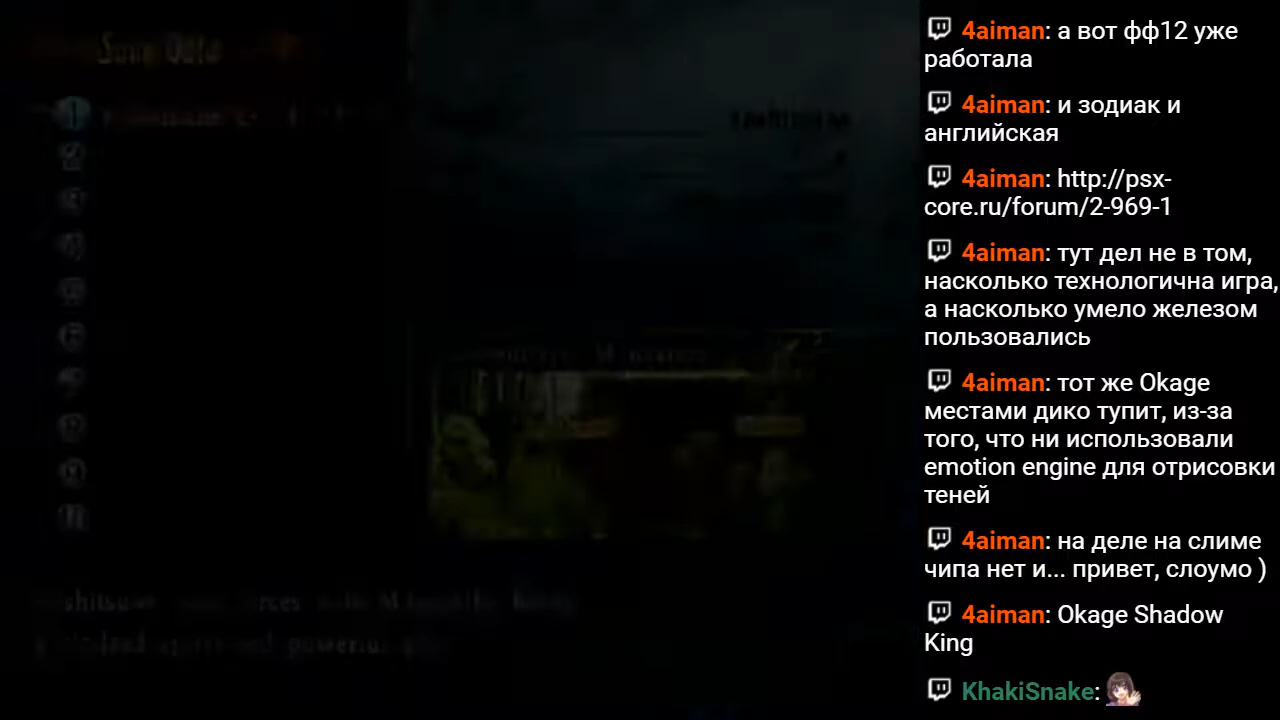 Save Data
4aiman: а вот фф12 уже
работала
4aiman: и зодиак и
английская
4aiman: http://psx-
core.ru/forum/2-969-1
4aiman: тут дел не в том,
насколько технологична игра,
а насколько умело железом
пользовались
4aiman: тот же Okage
местами дико тупит, из-за
того, что ни использовали
emotion engine для отрисовки
теней
4aiman: на деле на слиме
чипа нет и... привет, слоумо )
4aiman: Okage Shadow
King
KhakiSnake: